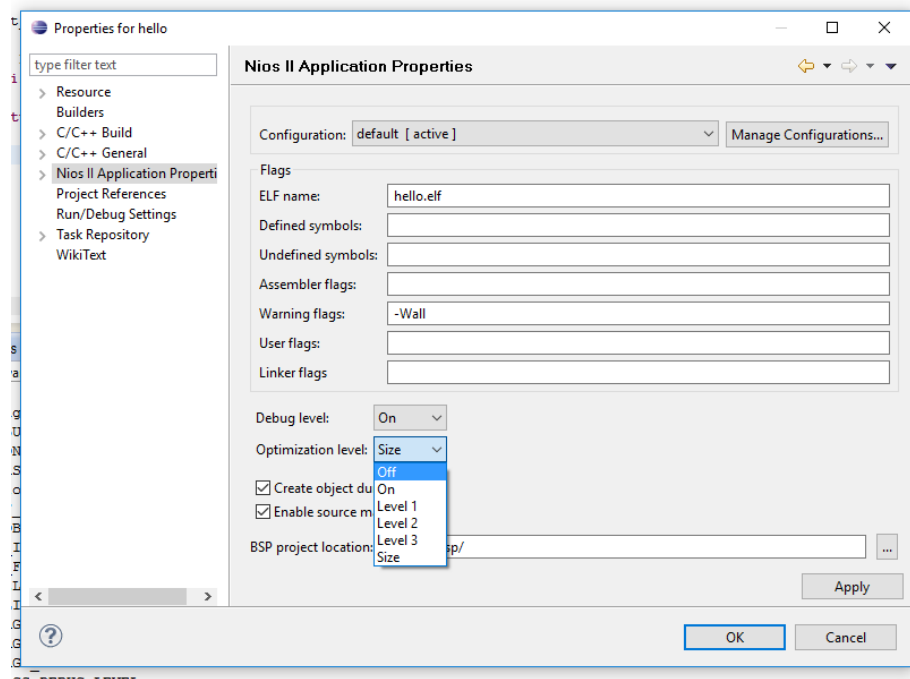 Properties for hello
type filter text
Resource
Builders
C/C++ Build
C/C++ General
Nios II Application Properti
Project References
Run/Debug Settings
Task Repository
WikiText
Nios II Application Properties
Configuration: default [ active ] Manage Configurations...
Flags
ELF name: hello.elf
Defined symbols:
Undefined symbols:
Assembler flags:
Warning flags: -Wall
User flags:
Linker flags
Debug level: On
Optimization level: Size
Off
Create object du On
Level 1
Enable source m
Level 2
Level 3
BSP project location: sp/ ...
Size
Apply
? OK Cancel